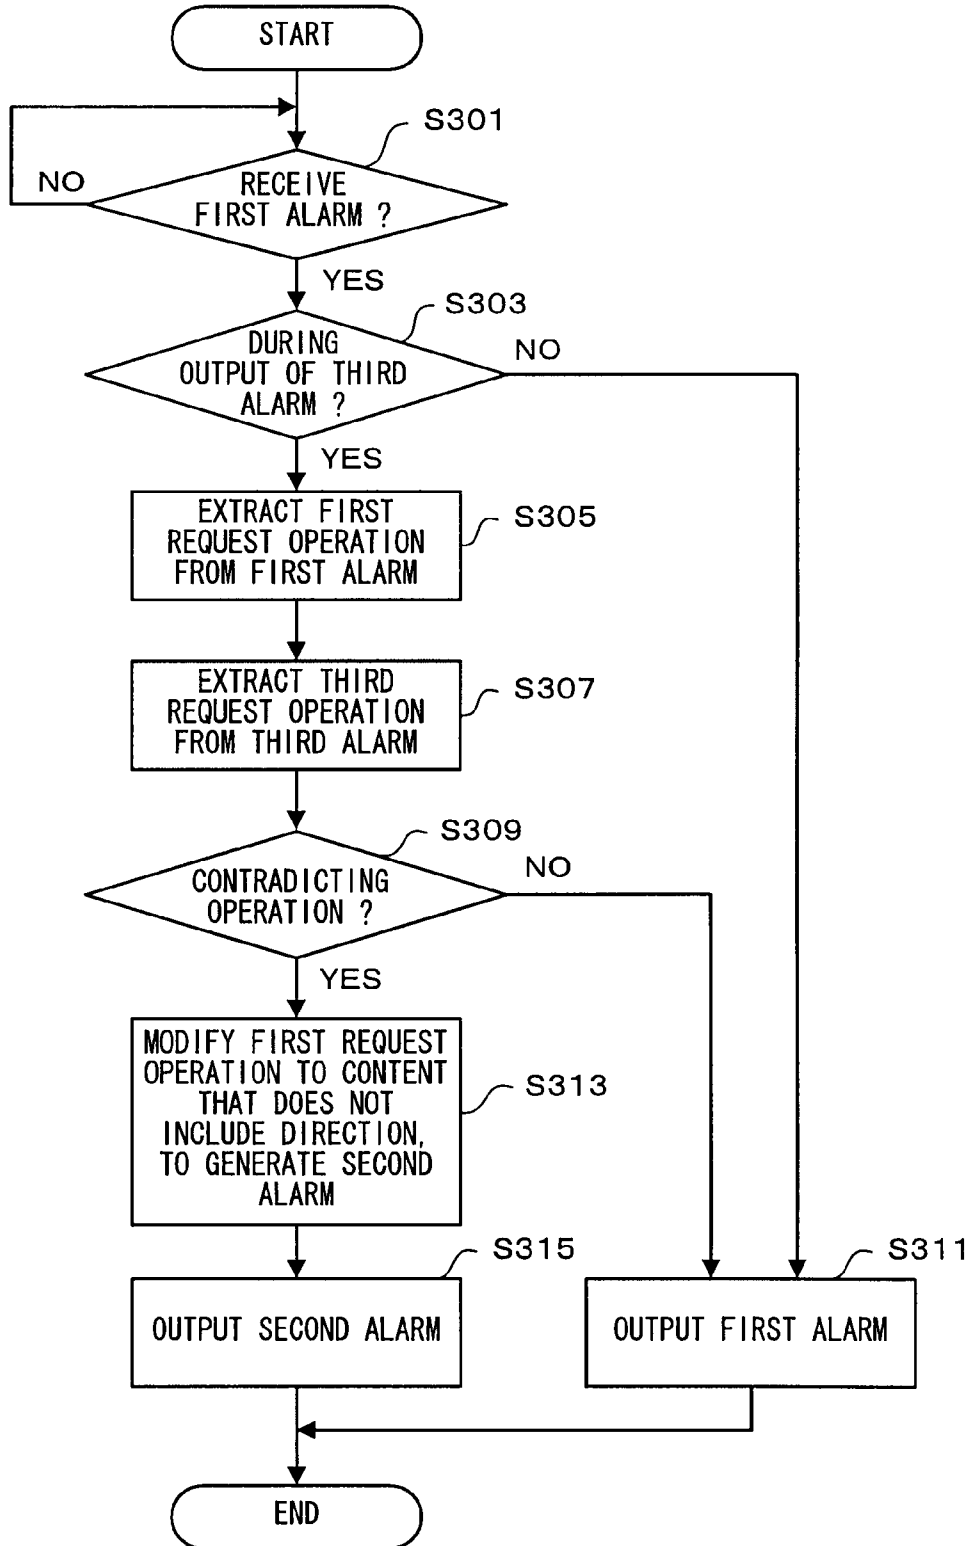 START
S301
NO
RECEIVE
FIRST ALARM ?
YES
S303
DURING
OUTPUT OF THIRD
ALARM ?
NO
YES
EXTRACT FIRST
REQUEST OPERATION
FROM FIRST ALARM
S305
EXTRACT THIRD
REQUEST OPERATION
FROM THIRD ALARM
S307
S309
CONTRADICTING
OPERATION ?
NO
YES
MODIFY FIRST REQUEST
OPERATION TO CONTENT
THAT DOES NOT
INCLUDE DIRECTION,
TO GENERATE SECOND
ALARM
S313
S315
OUTPUT SECOND ALARM
S311
OUTPUT FIRST ALARM
END